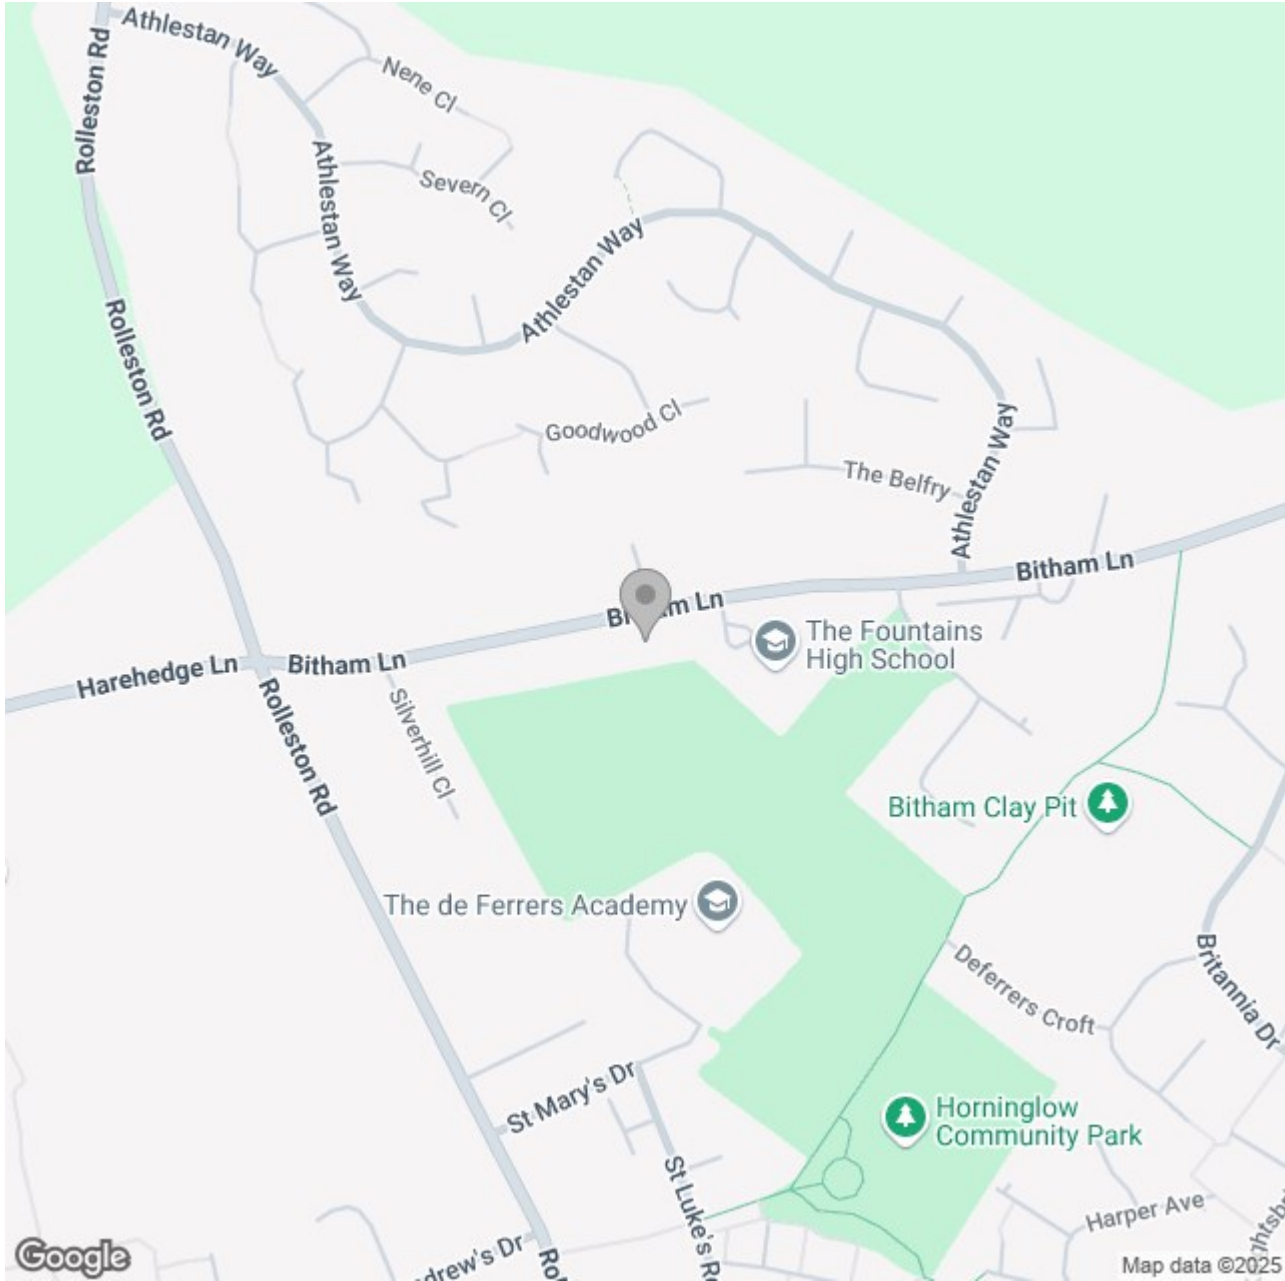 Athlestan Way
Rolleston Rd
Nene Cl
Athlestan Way
Severn Cl
Athlestan Way
Rolleston Rd
Goodwood Cl
Athlestan Way
The Belfry
Bitham Ln
Bitham Ln
The Fountains
High School
Harehedge Ln
Bitham Ln
Rolleston Rd
Silverhill Cl
Bitham Clay Pit
The de Ferrers Academy
Deferrers Croft
Britannia Dr
St Mary's Dr
Horninglow
Community Park
St Luke's R
Harper Ave
drew's Dr
Ro
Google
Map data ©2025